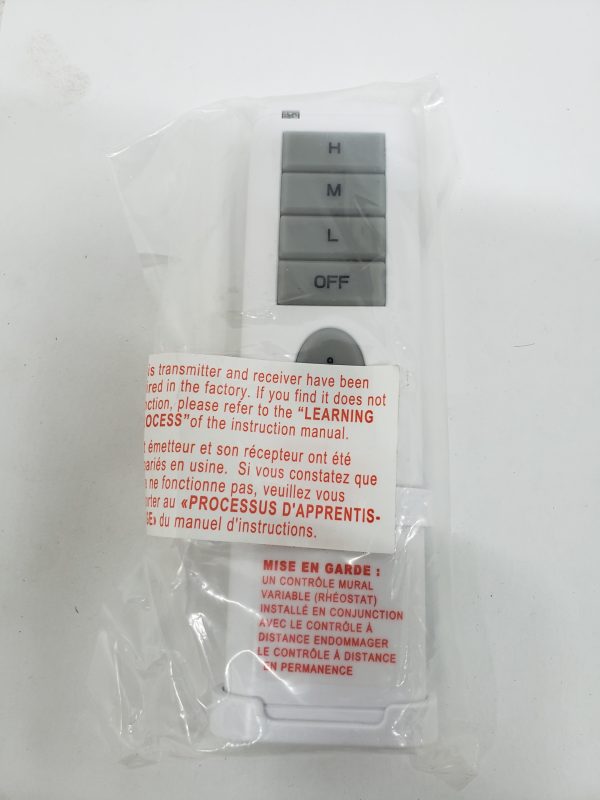 H
M
L
OFF
is transmitter and receiver have been
red in the factory. If you find it does not
ction, please refer to the "LEARNING
OCESS"of the instruction manual.
émetteur et son récepteur ont été
ariés en usine. Si vous constatez que
ne fonctionne pas, veuillez vous
rter au «PROCESSUS D'APPRENTIS-
GE» du manuel d'instructions.
MISE EN GARDE :
UN CONTRÔLE MURAL
VARIABLE (RHÉOSTAT)
INSTALLÉ EN CONJUNCTION
AVEC LE CONTRÔLE À
DISTANCE ENDOMMAGER
LE CONTRÔLE À DISTANCE
EN PERMANENCE